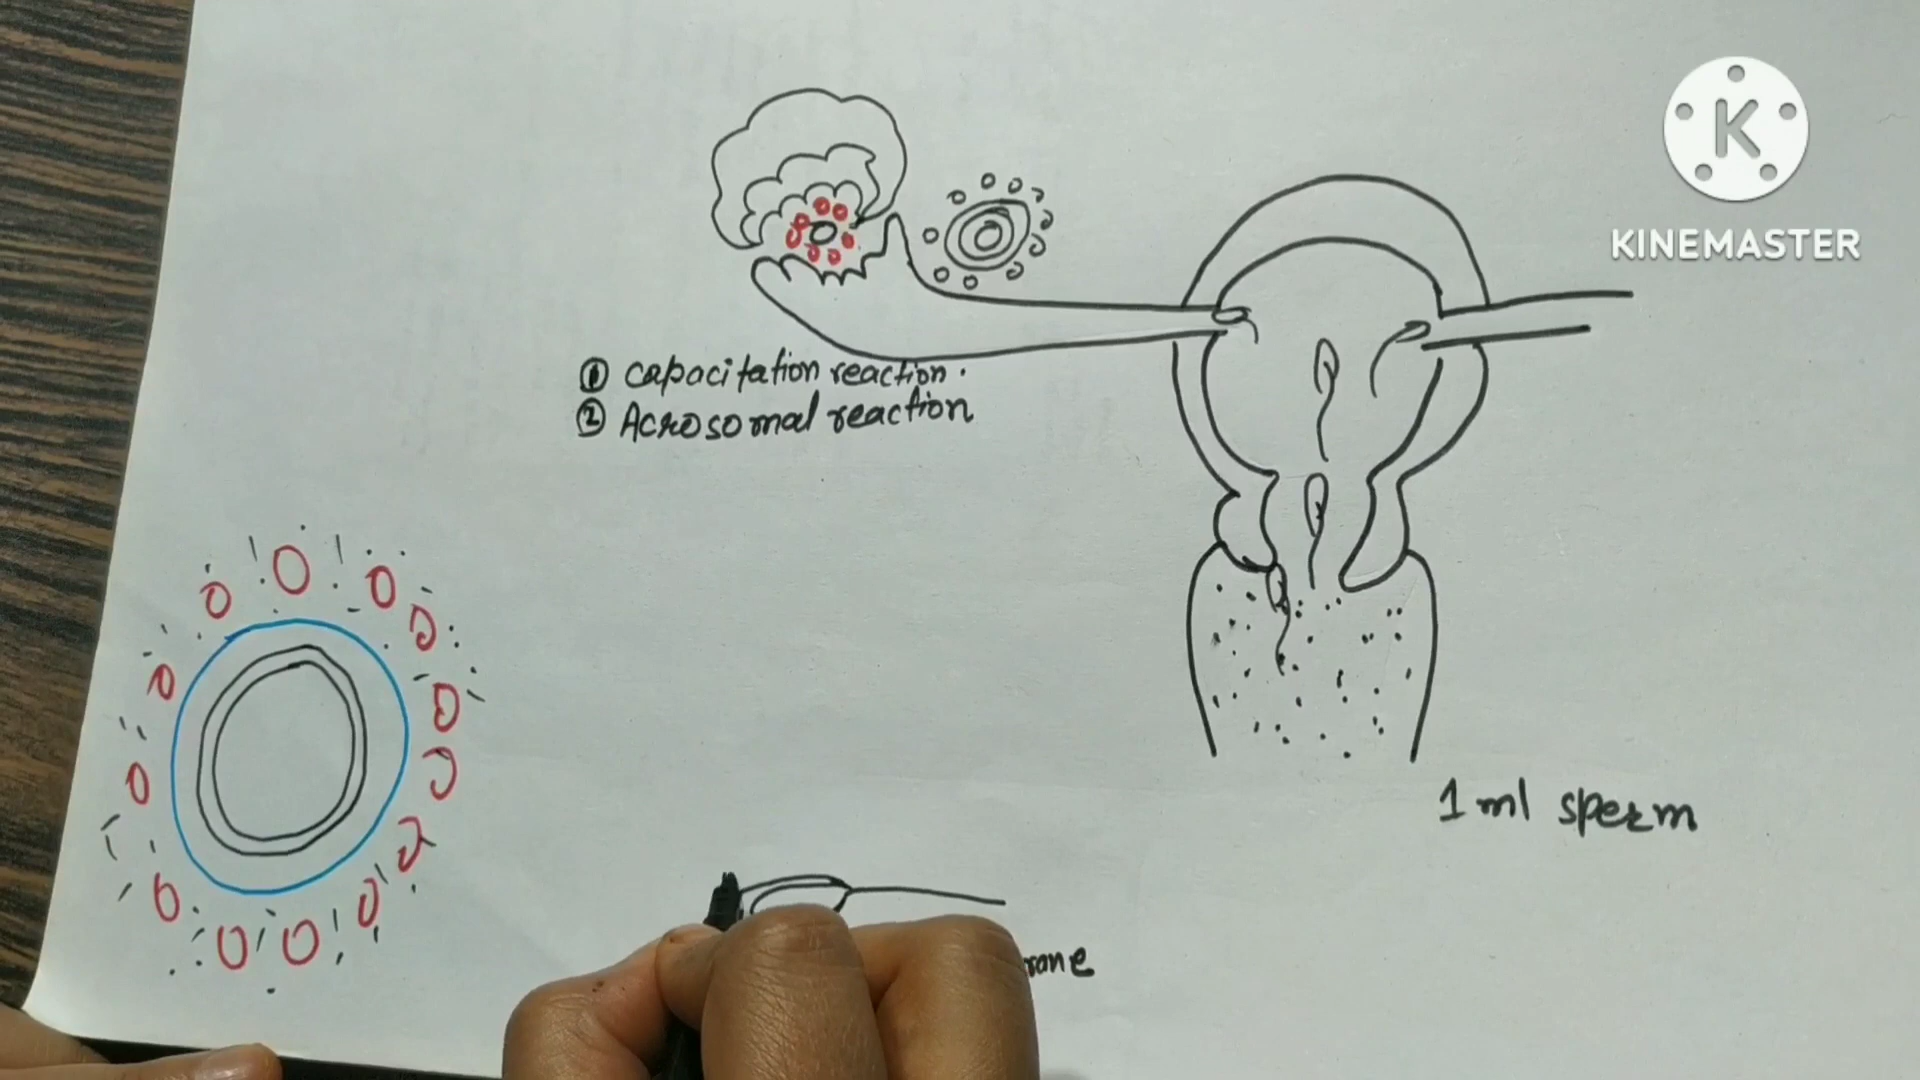 K
KINEMASTER
① capacitation reaction.
② Acrosomal reaction
1 ml sperm